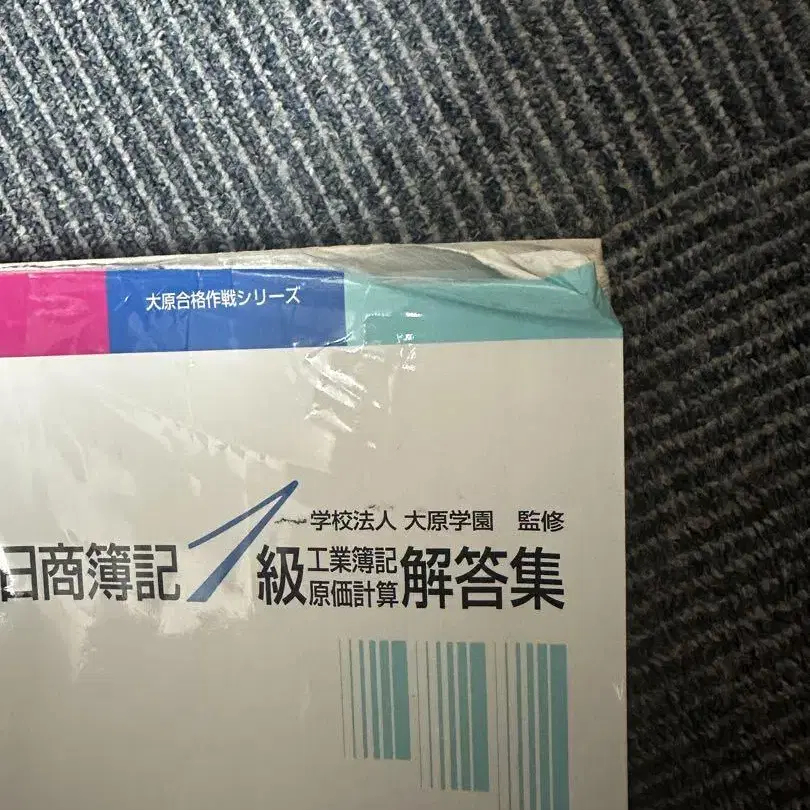 大原合格作戦シリーズ
学校法人 大原学園 監修
日商簿記1級 工業簿記 原価計算 解答集